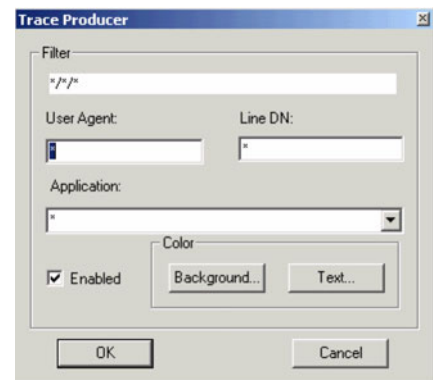 Trace Producer
Filter
*/*/*
User Agent: Line DN:
* *
Application:
*
Color
Enabled Background... Text...
OK Cancel